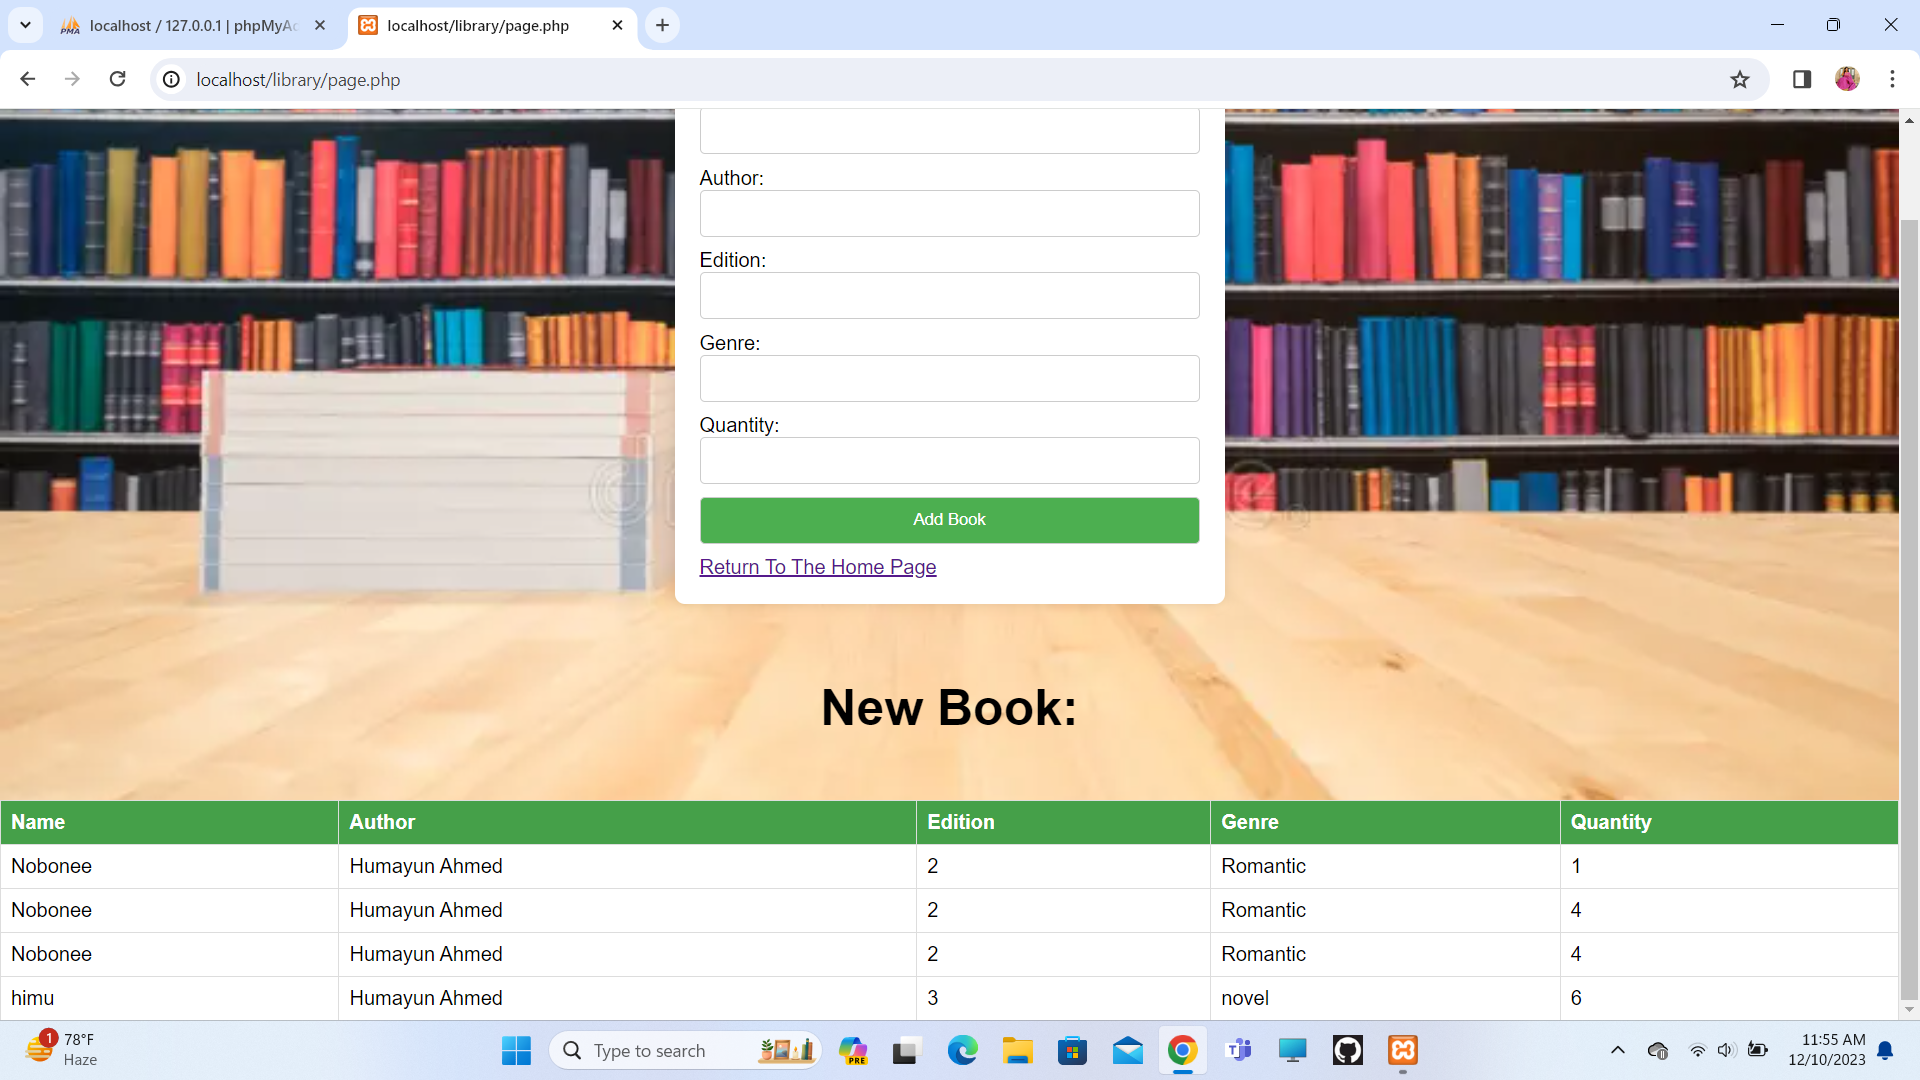 localhost / 127.0.0.1 | phpMyAc
localhost/library/page.php
localhost/library/page.php
Author:
Edition:
Genre:
Quantity:
Add Book
Return To The Home Page
New Book:
Name Author Edition Genre Quantity
Nobonee Humayun Ahmed 2 Romantic 1
Nobonee Humayun Ahmed 2 Romantic 4
Nobonee Humayun Ahmed 2 Romantic 4
himu Humayun Ahmed 3 novel 6
1
78°F
Haze
Type to search
PRE
11:55 AM
12/10/2023